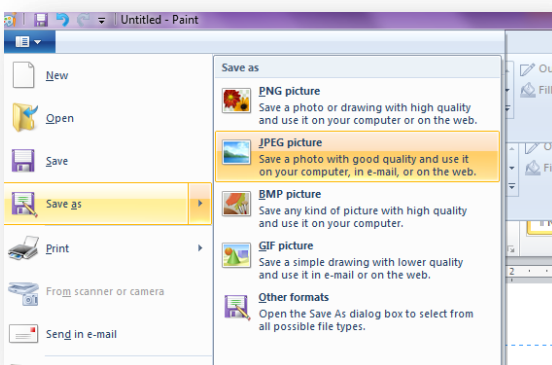 Untitled - Paint
New
Open
Save
Save as
Print
From scanner or camera
Send in e-mail
Save as
PNG picture
Save a photo or drawing with high quality
and use it on your computer or on the web.
JPEG picture
Save a photo with good quality and use it
on your computer, in e-mail, or on the web.
BMP picture
Save any kind of picture with high quality
and use it on your computer.
GIF picture
Save a simple drawing with lower quality
and use it in e-mail or on the web.
Other formats
Open the Save As dialog box to select from
all possible file types.
2